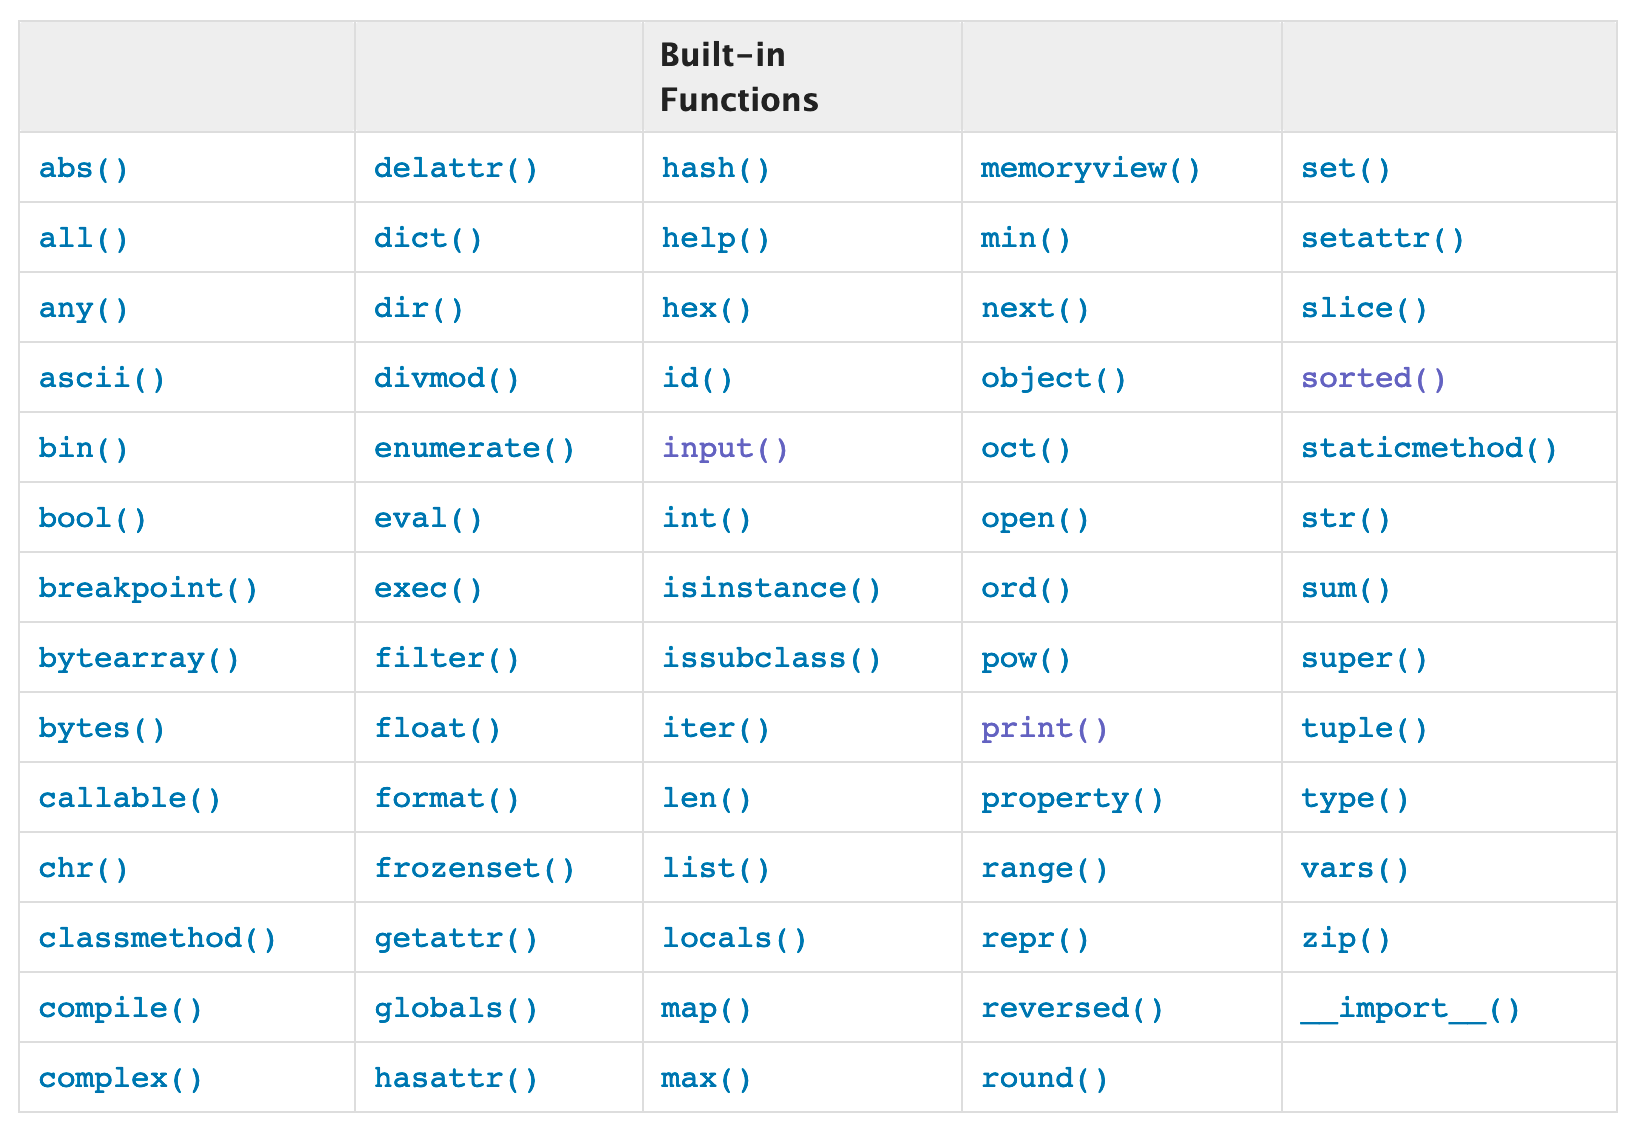 Built-in
Functions
abs() delattr() hash() memoryview() set()
all() dict() help() min() setattr()
any() dir() hex() next() slice()
ascii() divmod() id() object() sorted()
bin() enumerate() input() oct() staticmethod()
bool() eval() int() open() str()
breakpoint() exec() isinstance() ord() sum()
bytearray() filter() issubclass() pow() super()
bytes() float() iter() print() tuple()
callable() format() len() property() type()
chr() frozenset() list() range() vars()
classmethod() getattr() locals() repr() zip()
compile() globals() map() reversed() __import__()
complex() hasattr() max() round()